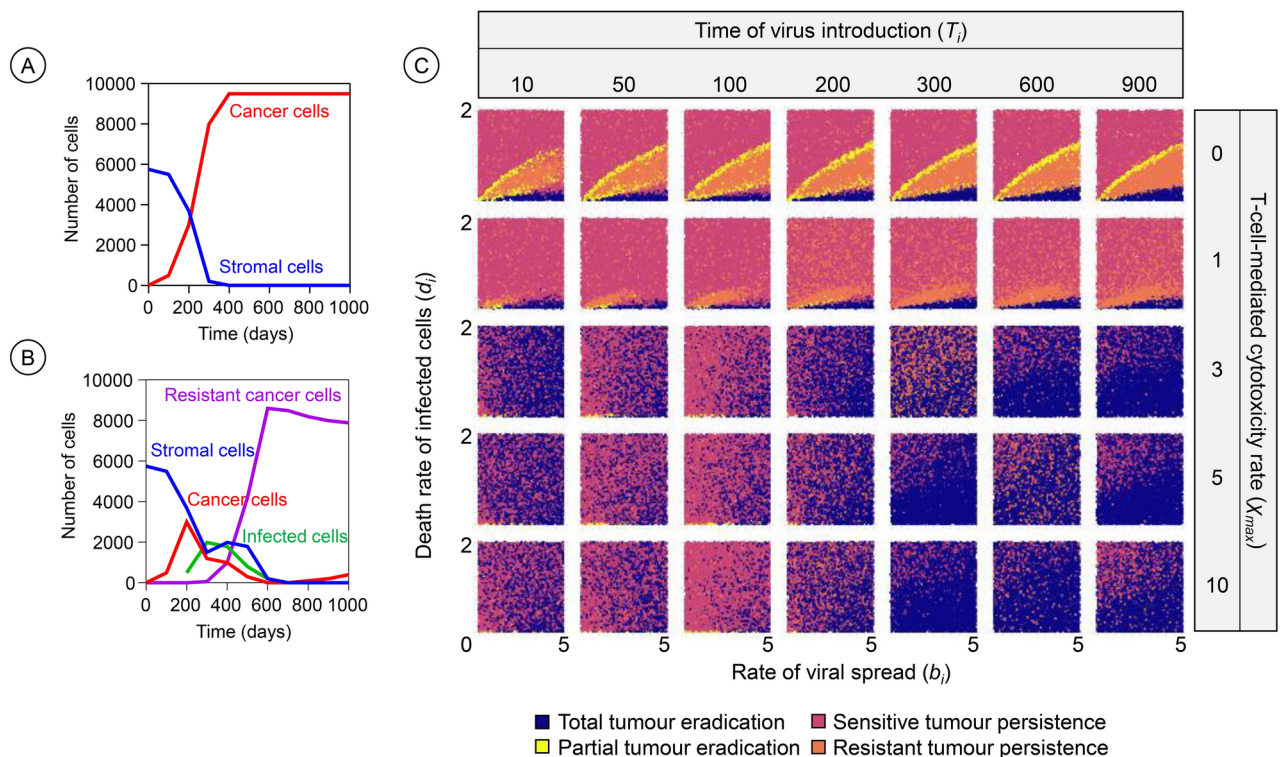 A
10000
8000
6000
4000
2000
0
Number of cells
Cancer cells
Stromal cells
0 200 400 600 800 1000
Time (days)
B
10000
8000
6000
4000
2000
0
Number of cells
Resistant cancer cells
Stromal cells
Cancer cells
Infected cells
0 200 400 600 800 1000
Time (days)
C
Time of virus introduction (Ti)
10 50 100 200 300 600 900
2
0
2
1
2
3
2
5
2
10
0 5 5 5 5 5 5 5
Death rate of infected cells (di)
T-cell-mediated cytotoxicity rate (Xmax)
Rate of viral spread (bi)
Total tumour eradication
Sensitive tumour persistence
Partial tumour eradication
Resistant tumour persistence